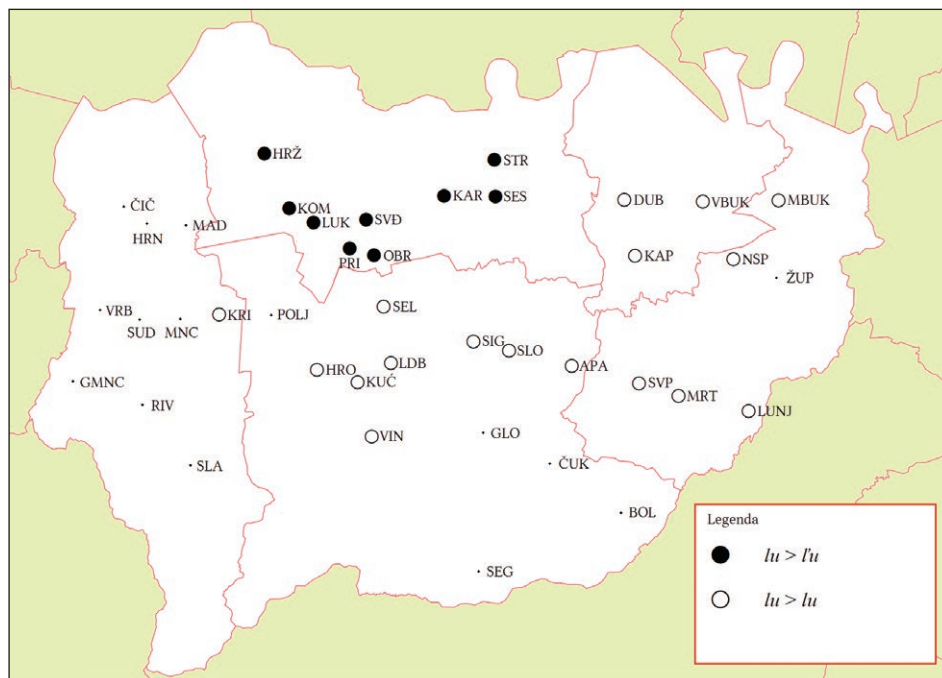 HRŽ
STR
KAR
SES
DUB
VBUK
MBUK
ČIČ
KOM
HRN
MAD
LUK
SVĐ
PRI
OBR
KAP
NSP
ŽUP
VRB
SUD
MNC
KRI
POLJ
SEL
SIG
SLO
GMNC
HRO
LDB
KUĆ
APA
SVP
MRT
LUNJ
RIV
VIN
GLO
SLA
ČUK
BOL
SEG
Legenda
lu > l'u
lu > lu